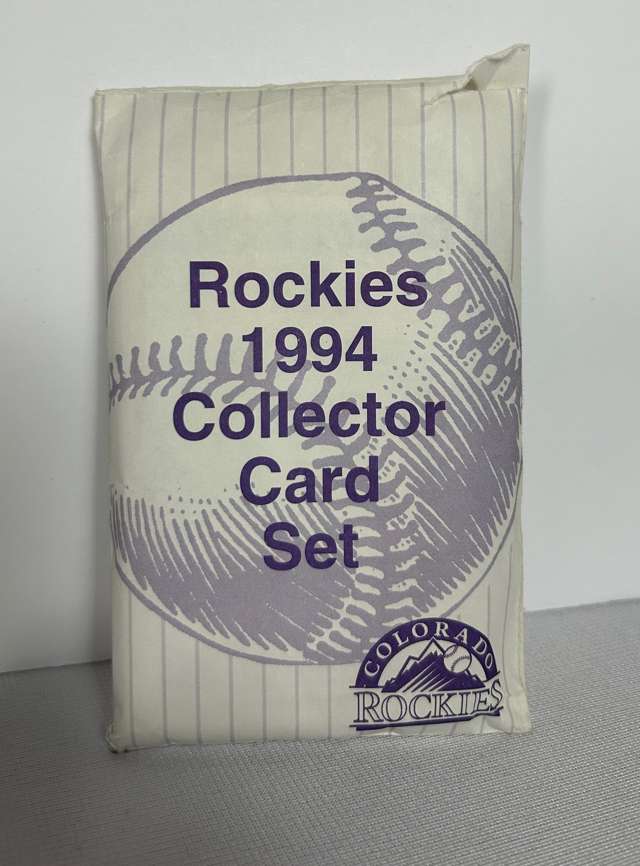 Rockies
1994
Collector
Card
Set
COLORADO
ROCKIES